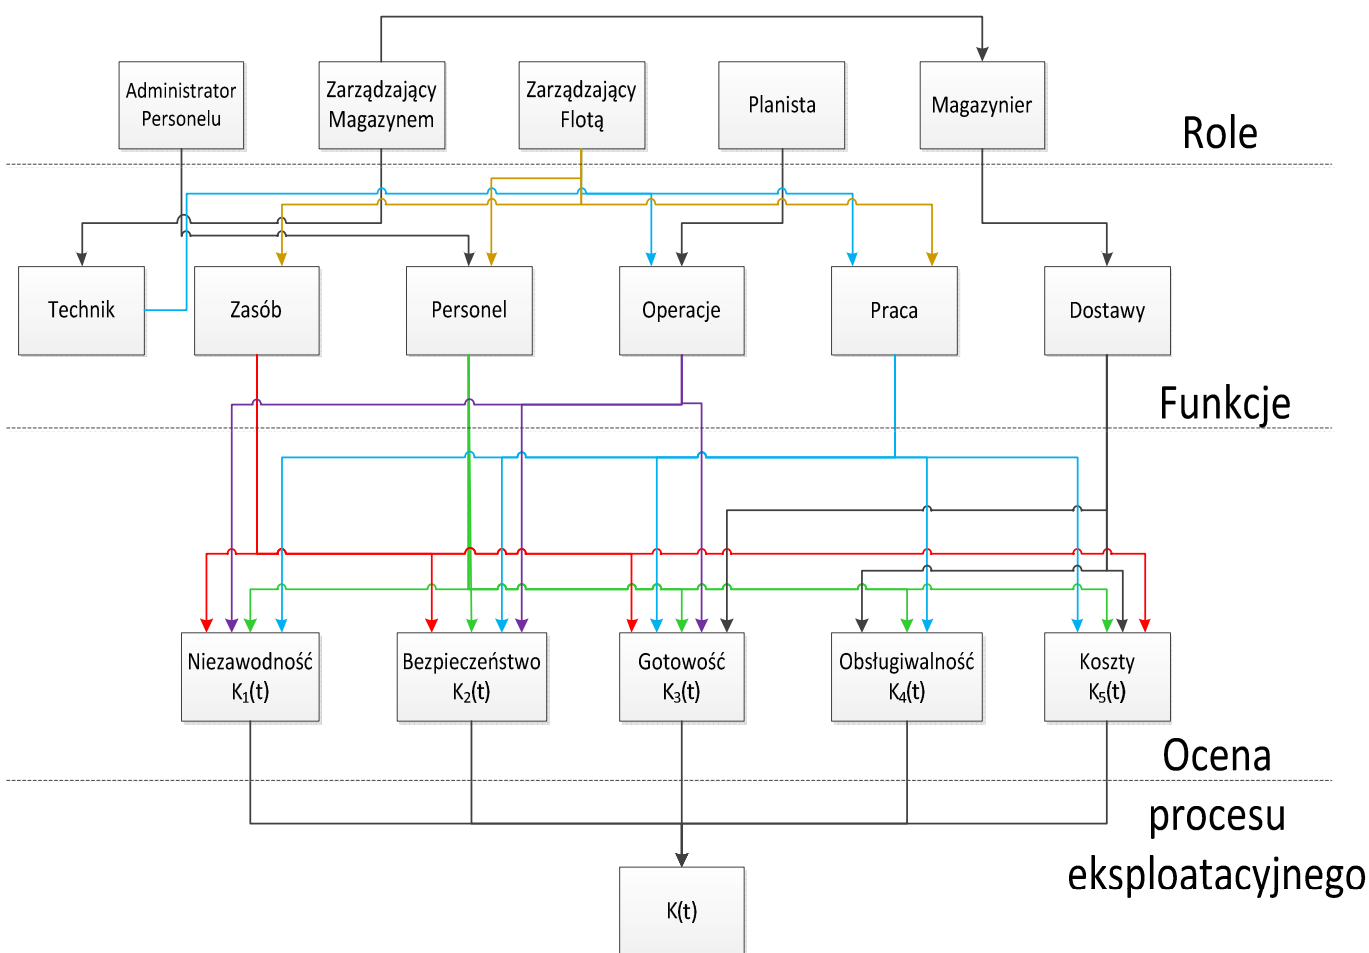 Administrator
Personelu
Zarządzający
Magazynem
Zarządzający
Flotą
Planista
Magazynier
Role
Technik
Zasób
Personel
Operacje
Praca
Dostawy
Funkcje
Niezawodność
K₁(t)
Bezpieczeństwo
K₂(t)
Gotowość
K₃(t)
Obsługiwalność
K₄(t)
Koszty
K₅(t)
Ocena
procesu
eksploatacyjnego
K(t)